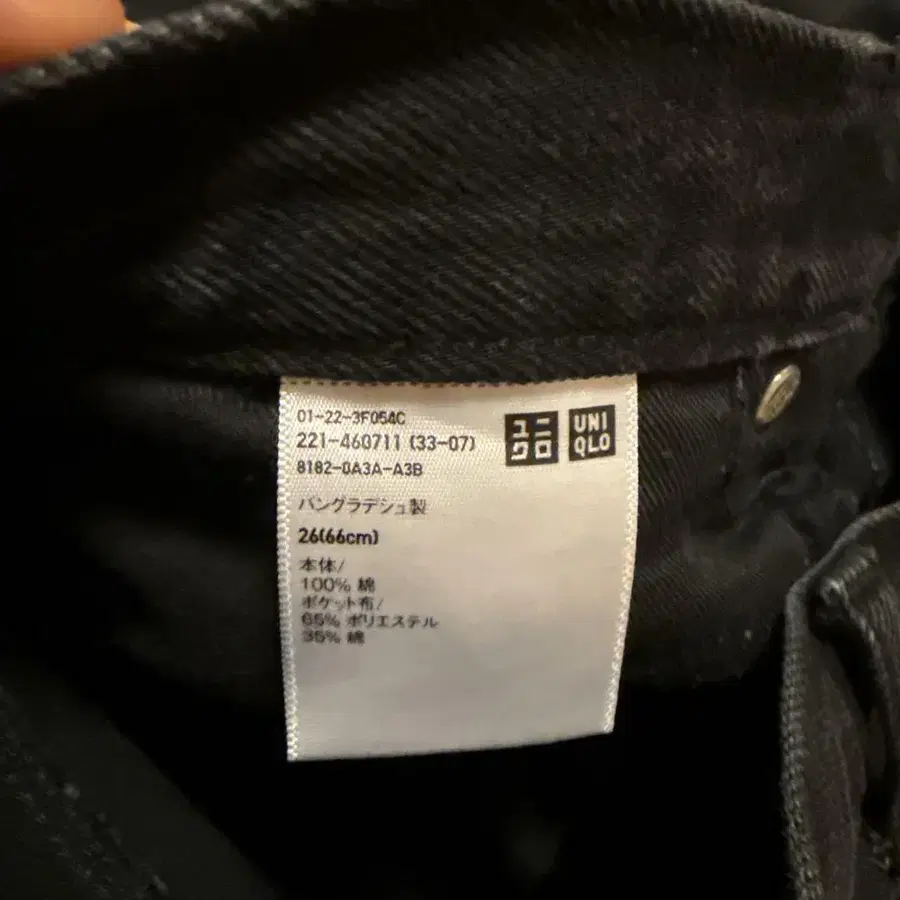 01-22-3F054C
221-460711 (33-07)
8182-0A3A-A3B
ユニ
クロ
UNI
QLO
バングラデシュ製
26(66cm)
本体/
100% 綿
ポケット布/
65% ポリエステル
35% 綿